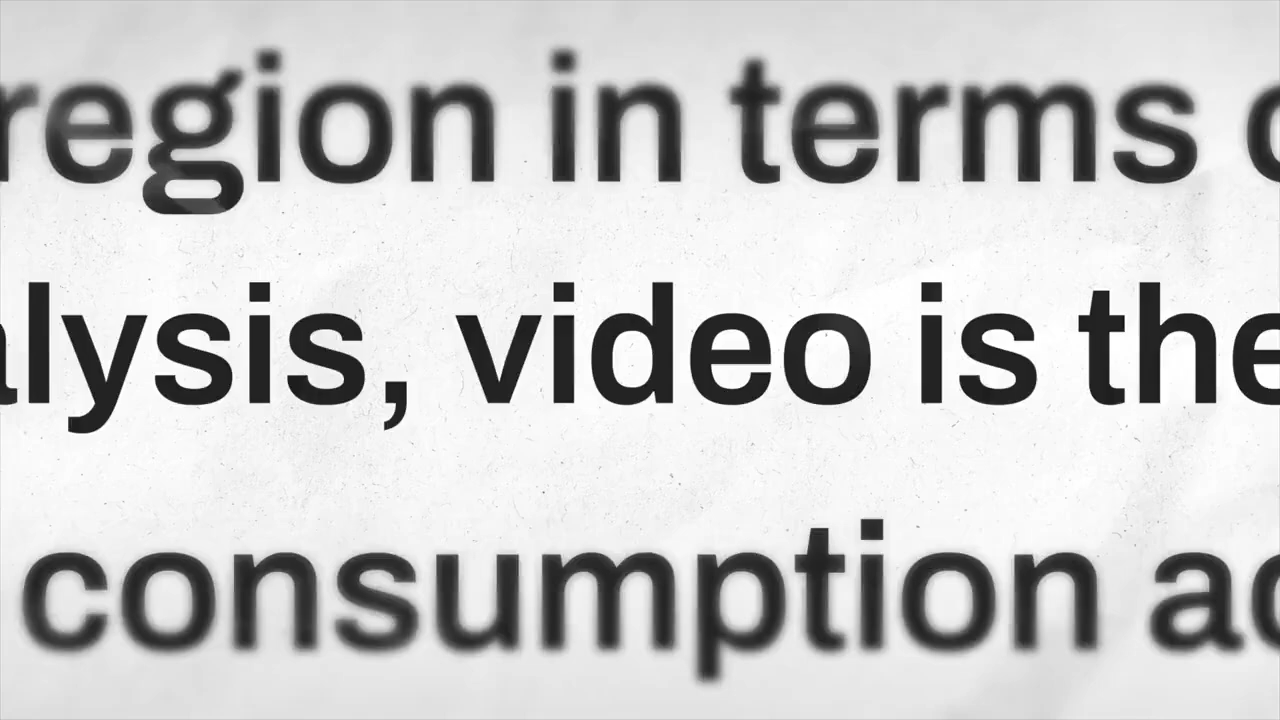 region in terms
alysis, video is the
consumption